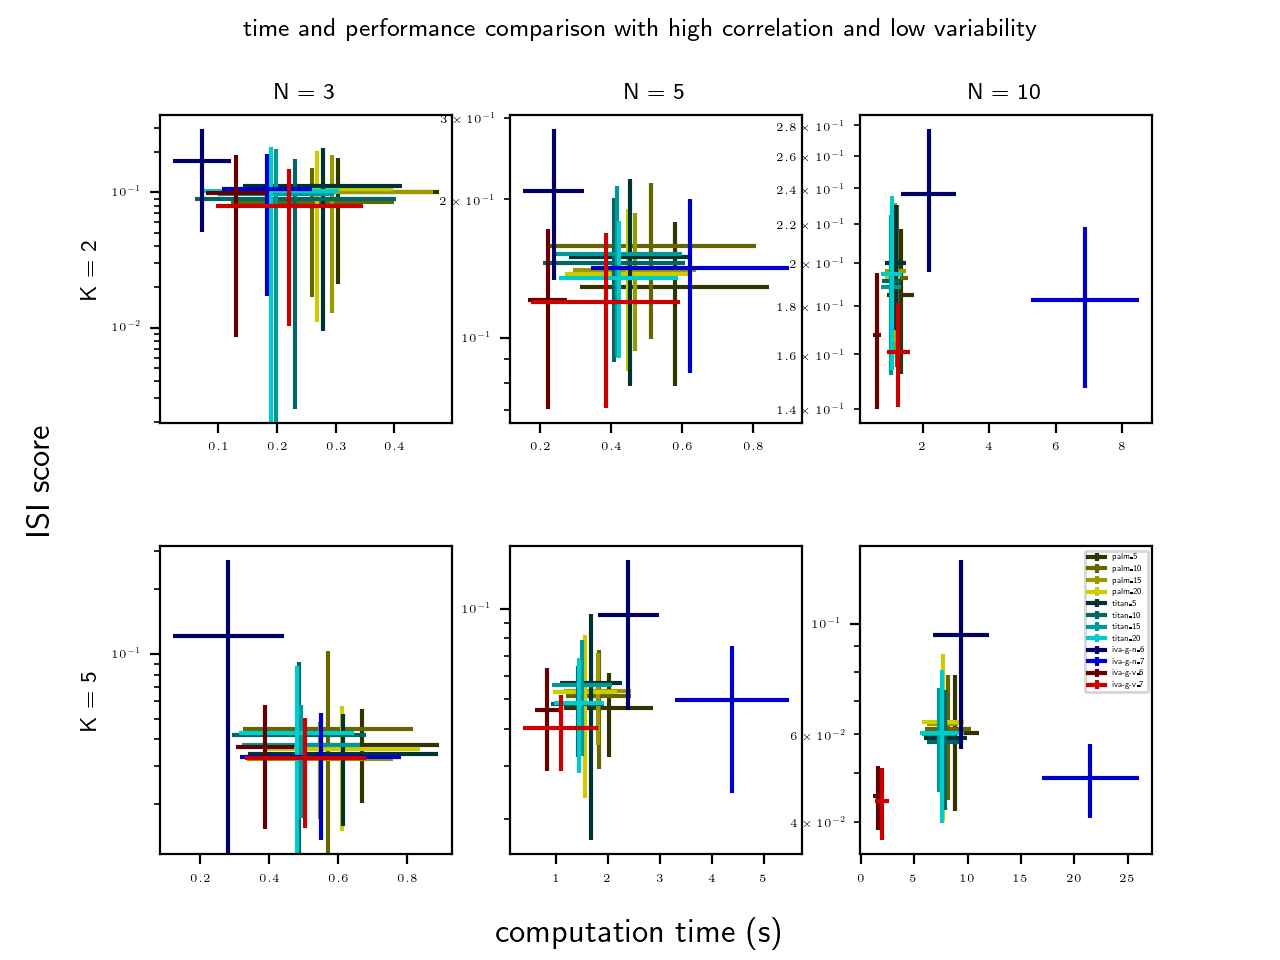 time and performance comparison with high correlation and low variability
N = 3
N = 5
N = 10
K = 2
10⁻¹
10⁻²
0.1 0.2 0.3 0.4
3 × 10⁻¹
2 × 10⁻¹
10⁻¹
0.2 0.4 0.6 0.8
2.8 × 10⁻¹
2.6 × 10⁻¹
2.4 × 10⁻¹
2.2 × 10⁻¹
2 × 10⁻¹
1.8 × 10⁻¹
1.6 × 10⁻¹
1.4 × 10⁻¹
2 4 6 8
ISI score
K = 5
10⁻¹
0.2 0.4 0.6 0.8
10⁻¹
1 2 3 4 5
10⁻¹
6 × 10⁻²
4 × 10⁻²
0 5 10 15 20 25
palm_5
palm_10
palm_15
palm_20
titan_5
titan_10
titan_15
titan_20
iva-g-n_6
iva-g-n_7
iva-g-v_6
iva-g-v_7
computation time (s)